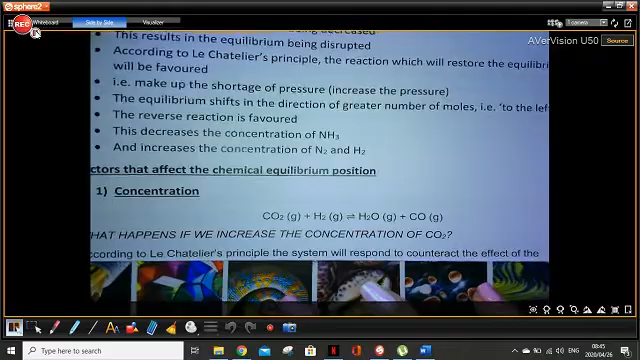 sphere2
REC
Whiteboard
Side by Side
Visualizer
1 camera
AVerVision U50
Source
being decreased
This results in the equilibrium being disrupted
According to Le Chatelier's principle, the reaction which will restore the equilibri
will be favoured
i.e. make up the shortage of pressure (increase the pressure)
The equilibrium shifts in the direction of greater number of moles, i.e. 'to the left
The reverse reaction is favoured
This decreases the concentration of NH₃
And increases the concentration of N₂ and H₂
ctors that affect the chemical equilibrium position
1) Concentration
CO₂ (g) + H₂ (g) ⇌ H₂O (g) + CO (g)
HAT HAPPENS IF WE INCREASE THE CONCENTRATION OF CO₂?
ccording to Le Chatelier's principle the system will respond to counteract the effect of the
Type here to search
08:45
2020/04/26